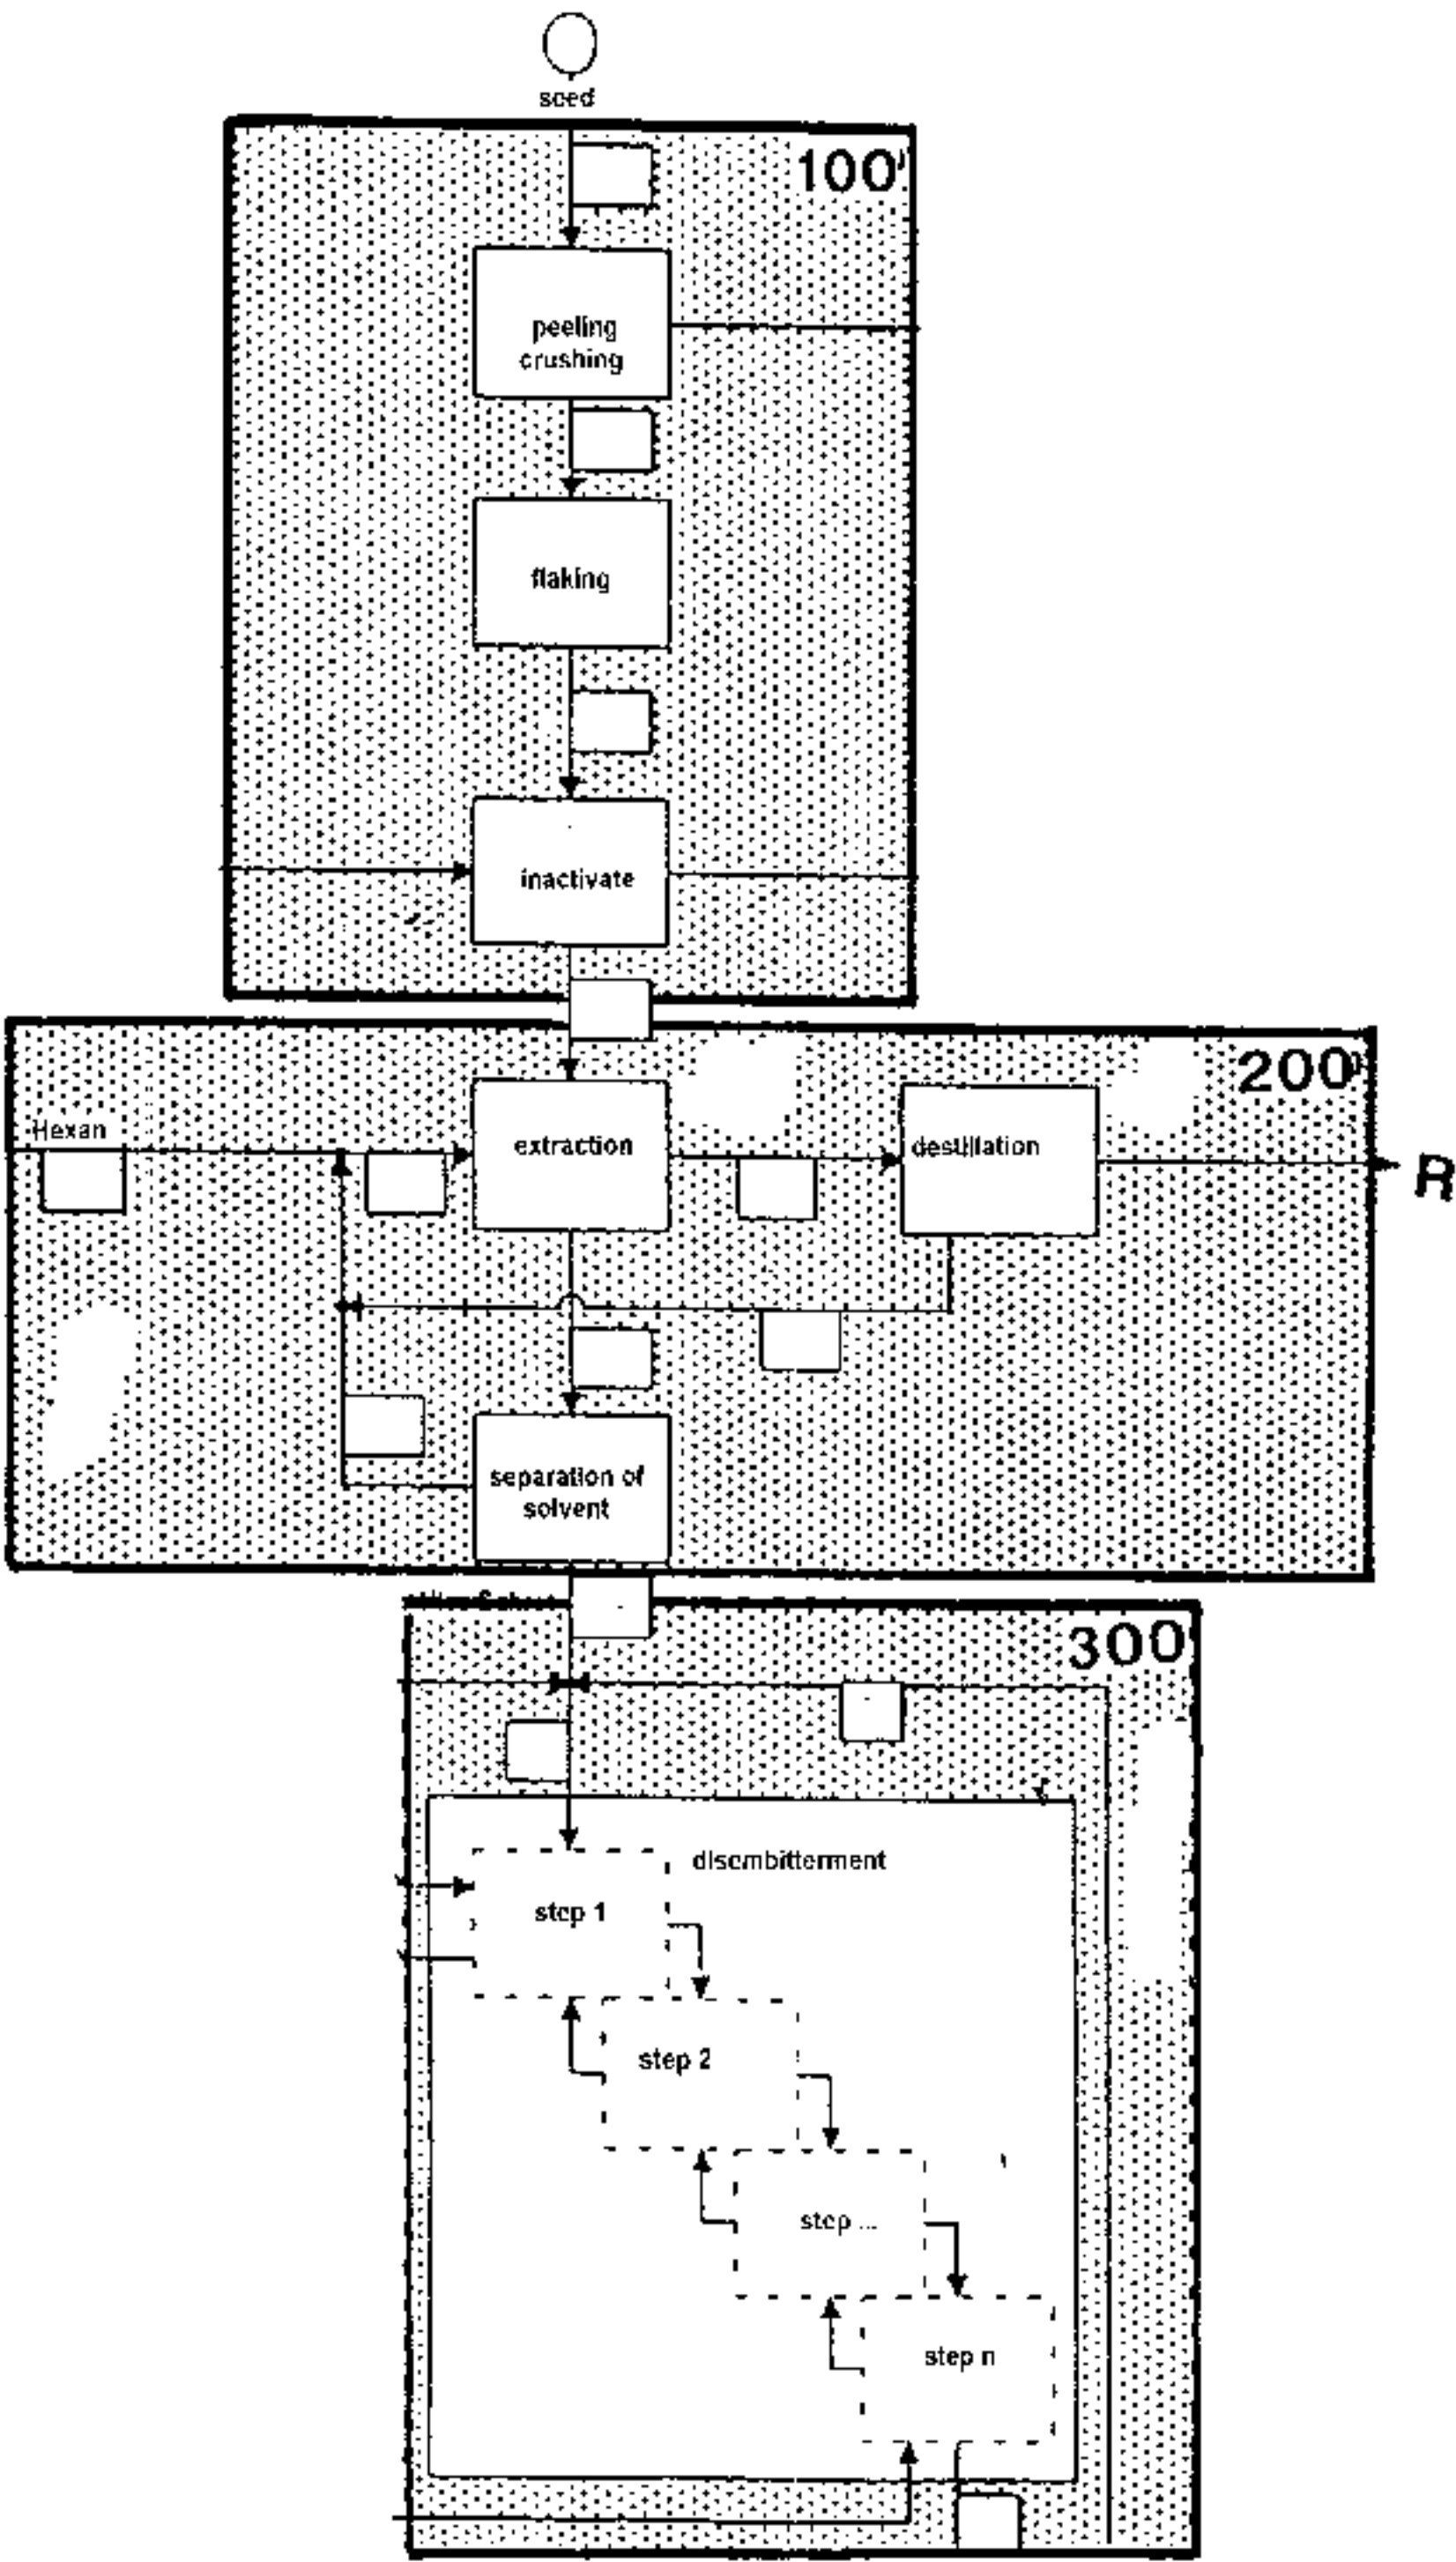 seed
100'
peeling
crushing
flaking
inactivate
200'
Hexan
extraction
destillation
R
separation of
solvent
300
disembitterment
step 1
step 2
step ...
step n